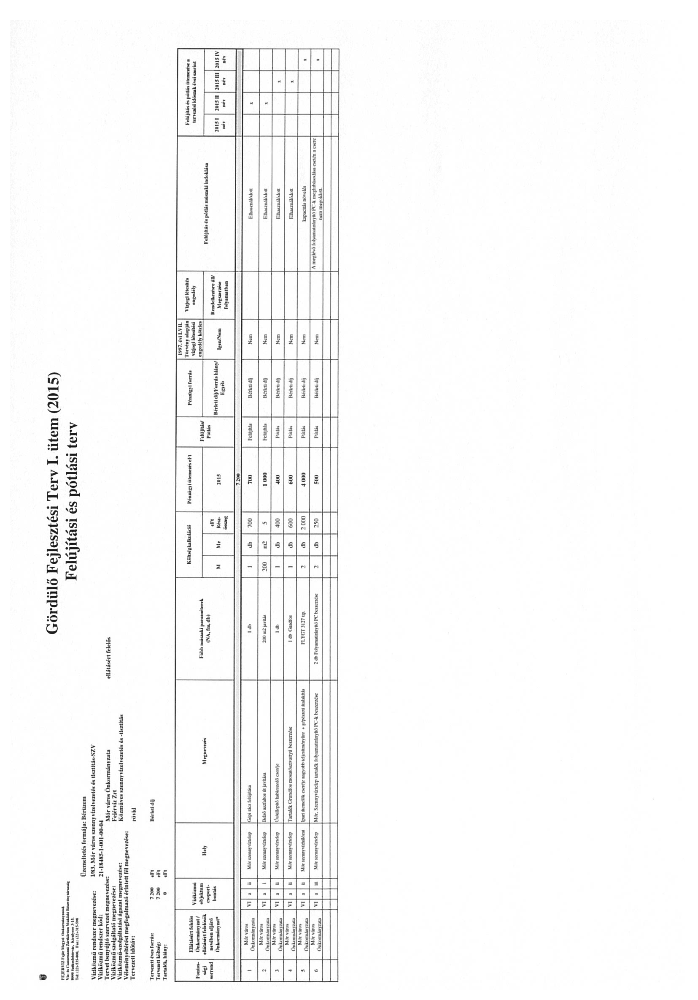 Gördülő Fejlesztési Terv I. ütem (2015)
Felújítási és pótlási terv
FEJÉRVÍZ Fejér Megyei Önkormányzatok
Víz- és Csatornamű Zártkörűen Működő Részvénytársaság
8000 Székesfehérvár, Királysor 3-15.
Tel: (22)-535-800, Fax: (22)-315-598
Üzemeltetés formája: Bérüzem
Víziközmű rendszer megnevezése: I/83. Mór város szennyvízelvezetés és tisztítás-SZV
Víziközmű rendszer kód: 21-18485-1-001-00-04
Tervet benyújtó szervezet megnevezése: Mór város Önkormányzata ellátásért felelős
Víziközmű szolgáltató megnevezése: Fejérvíz Zrt
Víziközmű-szolgáltatási ágazat megnevezése: Közműves szennyvízelvezetés és -tisztítás
Véleményeltérést megfogalmazó érintett fél megnevezése:
Tervezett időtáv: rövid
Tervezett éves forrás: 7 200 eFt Bérleti díj
Tervezett költség: 7 200 eFt
Tartalék, hiány: 0 eFt
Fontos-sági sorrend | Ellátásért felelős Önkormányzat / ellátásért felelősök nevében eljáró Önkormányzat* | Víziközmű objektum csoport-bontás | Hely | Megnevezés | Főbb műszaki paraméterek (NA, fm, db) | Költségkalkuláció | Pénzügyi ütemezés eFt | Felújítás/ Pótlás | Pénzügyi forrás | 1997. évi LVII. Törvény alapján vízjogi létesítési engedély köteles | Vízjogi létesítés engedély | Felújítás és pótlás műszaki indoklása | Felújítás és pótlás ütemezése a tervezési időszak évei szerint
M | Me | eFt Rész-összeg | 2015 | Bérleti díj/Forrás hiány/ Egyéb | Igen/Nem | Rendelkezésre áll/ Megszerzése folyamatban | 2015 I név | 2015 II név | 2015 III név | 2015 IV név
7 200
1 | Mór város Önkormányzata | VI | a | ii | Mór szennyvíztelep | Gépi rács felújítása | 1 db | 1 | db | 700 | 700 | Felújítás | Bérleti díj | Nem | Elhasználódott | x
2 | Mór város Önkormányzata | VI | a | i | Mór szennyvíztelep | Belső aszfaltos út javítása | 200 m2 javítás | 200 | m2 | 5 | 1 000 | Felújítás | Bérleti díj | Nem | Elhasználódott | x
3 | Mór város Önkormányzata | VI | a | ii | Mór szennyvíztelep | Utóülepítő hableszedő cseréje | 1 db | 1 | db | 400 | 400 | Pótlás | Bérleti díj | Nem | Elhasználódott | x
4 | Mór város Önkormányzata | VI | a | ii | Mór szennyvíztelep | Tartalék Grundfos mosatószivattyú beszerzése | 1 db Gundfos | 1 | db | 600 | 600 | Pótlás | Bérleti díj | Nem | Elhasználódott | x
5 | Mór város Önkormányzata | VI | a | ii | Mór szennyvízhálózat | Ipari átemelők cseréje nagyobb teljesítményűre + gépészeti átalakítás | FLYGT 3127 tip. | 2 | db | 2 000 | 4 000 | Pótlás | Bérleti díj | Nem | kapacitás növelés | x
6 | Mór város Önkormányzata | VI | a | iii | Mór szennyvíztelep | Mór, Szennyvíztelep tartalék folyamatirányító PC-k beszerzése | 2 db Folyamatirányító PC beszerzése | 2 | db | 250 | 500 | Pótlás | Bérleti díj | Nem | A meglévő folyamatirányító PC-k meghibásodása esetén a csere nem megoldott. | x